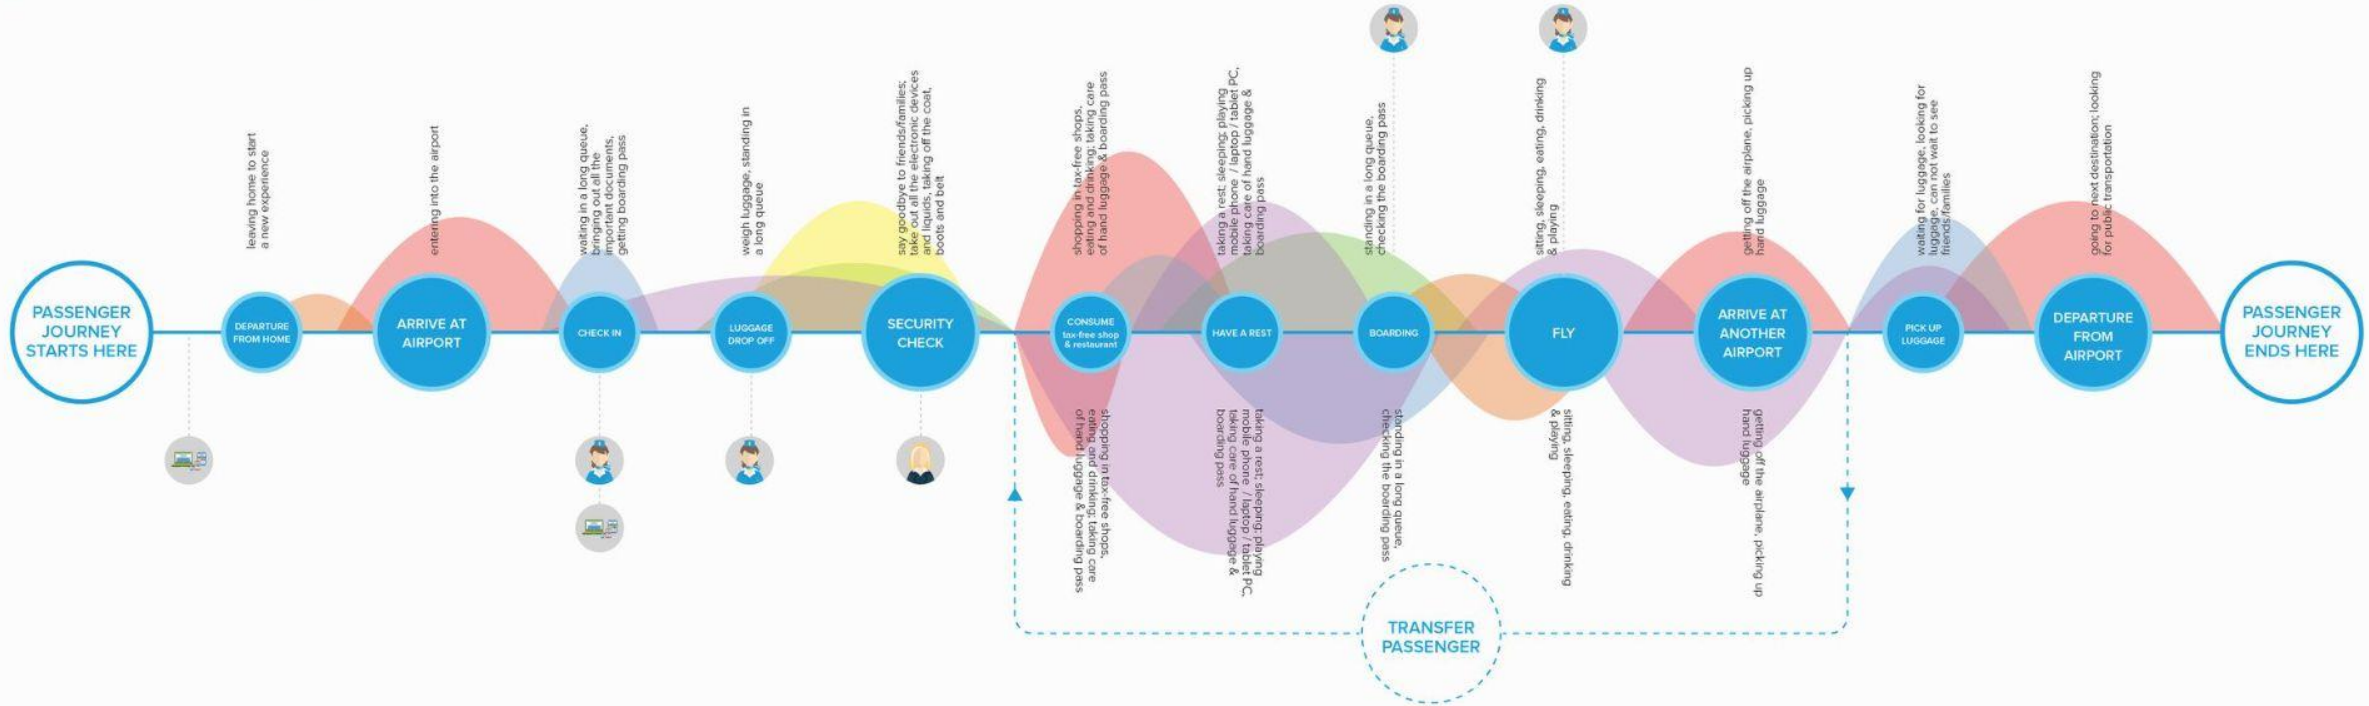 PASSENGER
JOURNEY
STARTS HERE
leaving home to start
a new experience
DEPARTURE
FROM HOME
entering into the airport
ARRIVE AT
AIRPORT
waiting in a long queue,
bringing out all the
important documents,
getting boarding pass
CHECK IN
weigh luggage, standing in
a long queue
LUGGAGE
DROP OFF
say goodbye to friends/families;
take out all the electronic devices
and liquids, taking off the coat,
boots and belt
SECURITY
CHECK
shopping in tax-free shops,
eating and drinking; taking care
of hand luggage & boarding pass
CONSUME
tax-free shop
& restaurant
shopping in tax-free shops,
eating and drinking; taking care
of hand luggage & boarding pass
taking a rest; sleeping; playing
mobile phone / laptop / tablet PC,
taking care of hand luggage &
boarding pass
HAVE A REST
taking a rest; sleeping; playing
mobile phone / laptop / tablet PC,
taking care of hand luggage &
boarding pass
standing in a long queue,
checking the boarding pass
BOARDING
standing in a long queue,
checking the boarding pass
sitting, sleeping, eating, drinking
& playing
FLY
sitting, sleeping, eating, drinking
& playing
getting off the airplane, picking up
hand luggage
ARRIVE AT
ANOTHER
AIRPORT
getting off the airplane, picking up
hand luggage
waiting for luggage, looking for
luggage, can not wait to see
friends/families
PICK UP
LUGGAGE
going to next destination; looking
for public transportation
DEPARTURE
FROM
AIRPORT
PASSENGER
JOURNEY
ENDS HERE
TRANSFER
PASSENGER